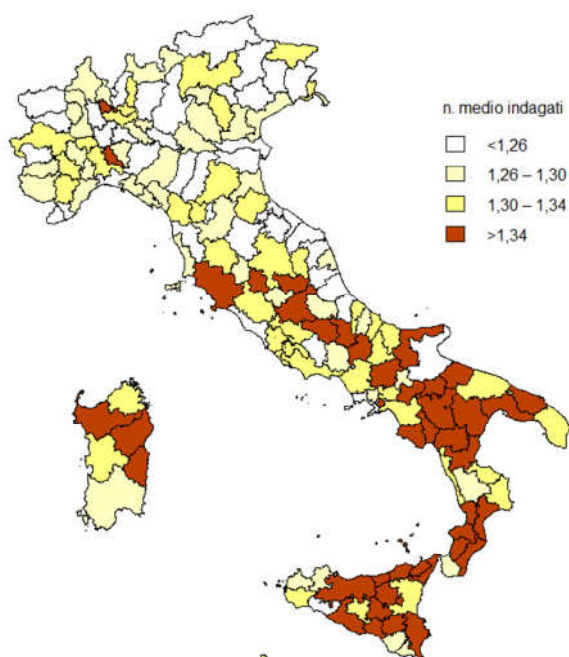 n. medio indagati
<1,26
1,26 – 1,30
1,30 – 1,34
>1,34